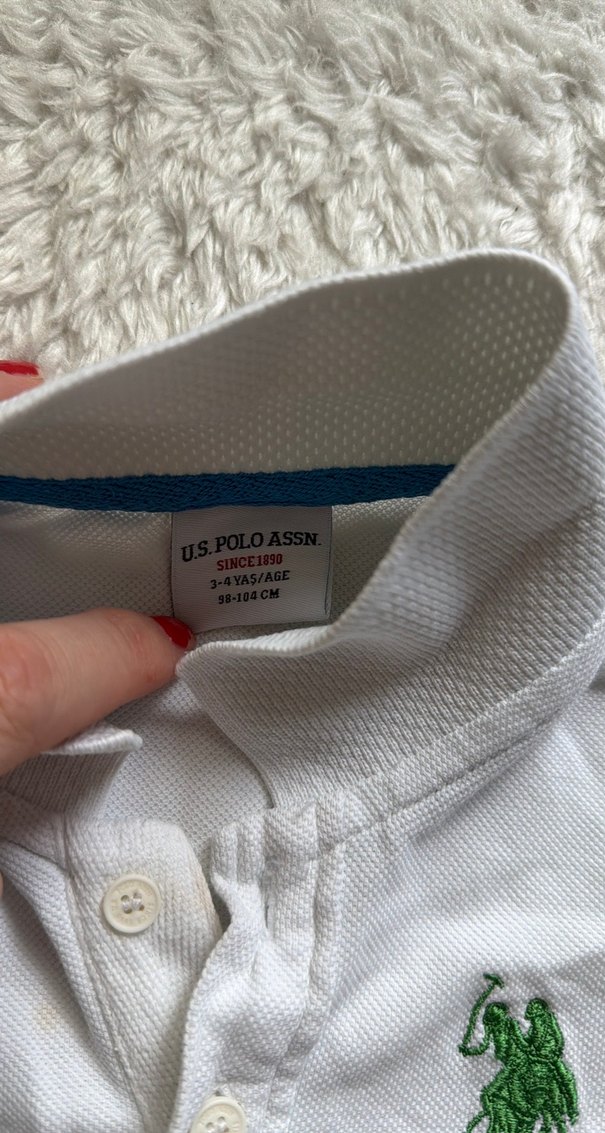 U.S. POLO ASSN.
SINCE 1890
3-4 YAŞ/AGE
98-104 CM